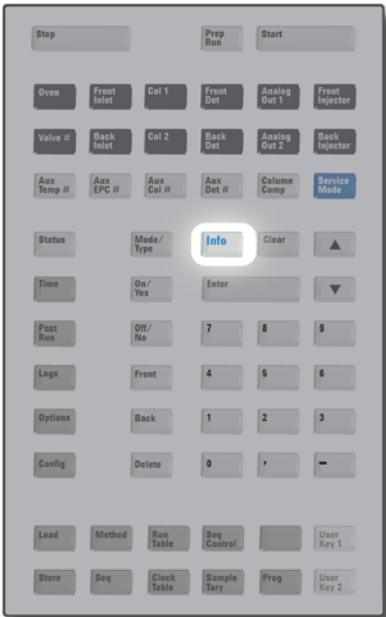 Stop
Prep
Run
Start
Oven
Front
Inlet
Col 1
Front
Det
Analog
Out 1
Front
Injector
Valve #
Back
Inlet
Col 2
Back
Det
Analog
Out 2
Back
Injector
Aux
Temp #
Aux
EPC #
Aux
Col #
Aux
Det #
Column
Comp
Service
Mode
Status
Mode/
Type
Info
Clear
Time
On/
Yes
Enter
Post
Run
Off/
No
7
8
9
Logo
Front
4
5
6
Options
Back
1
2
3
Config
Delete
0
,
–
Load
Method
Run
Table
Seq
Control
User
Key 1
Store
Seq
Clock
Table
Sample
Tary
Prog
User
Key 2